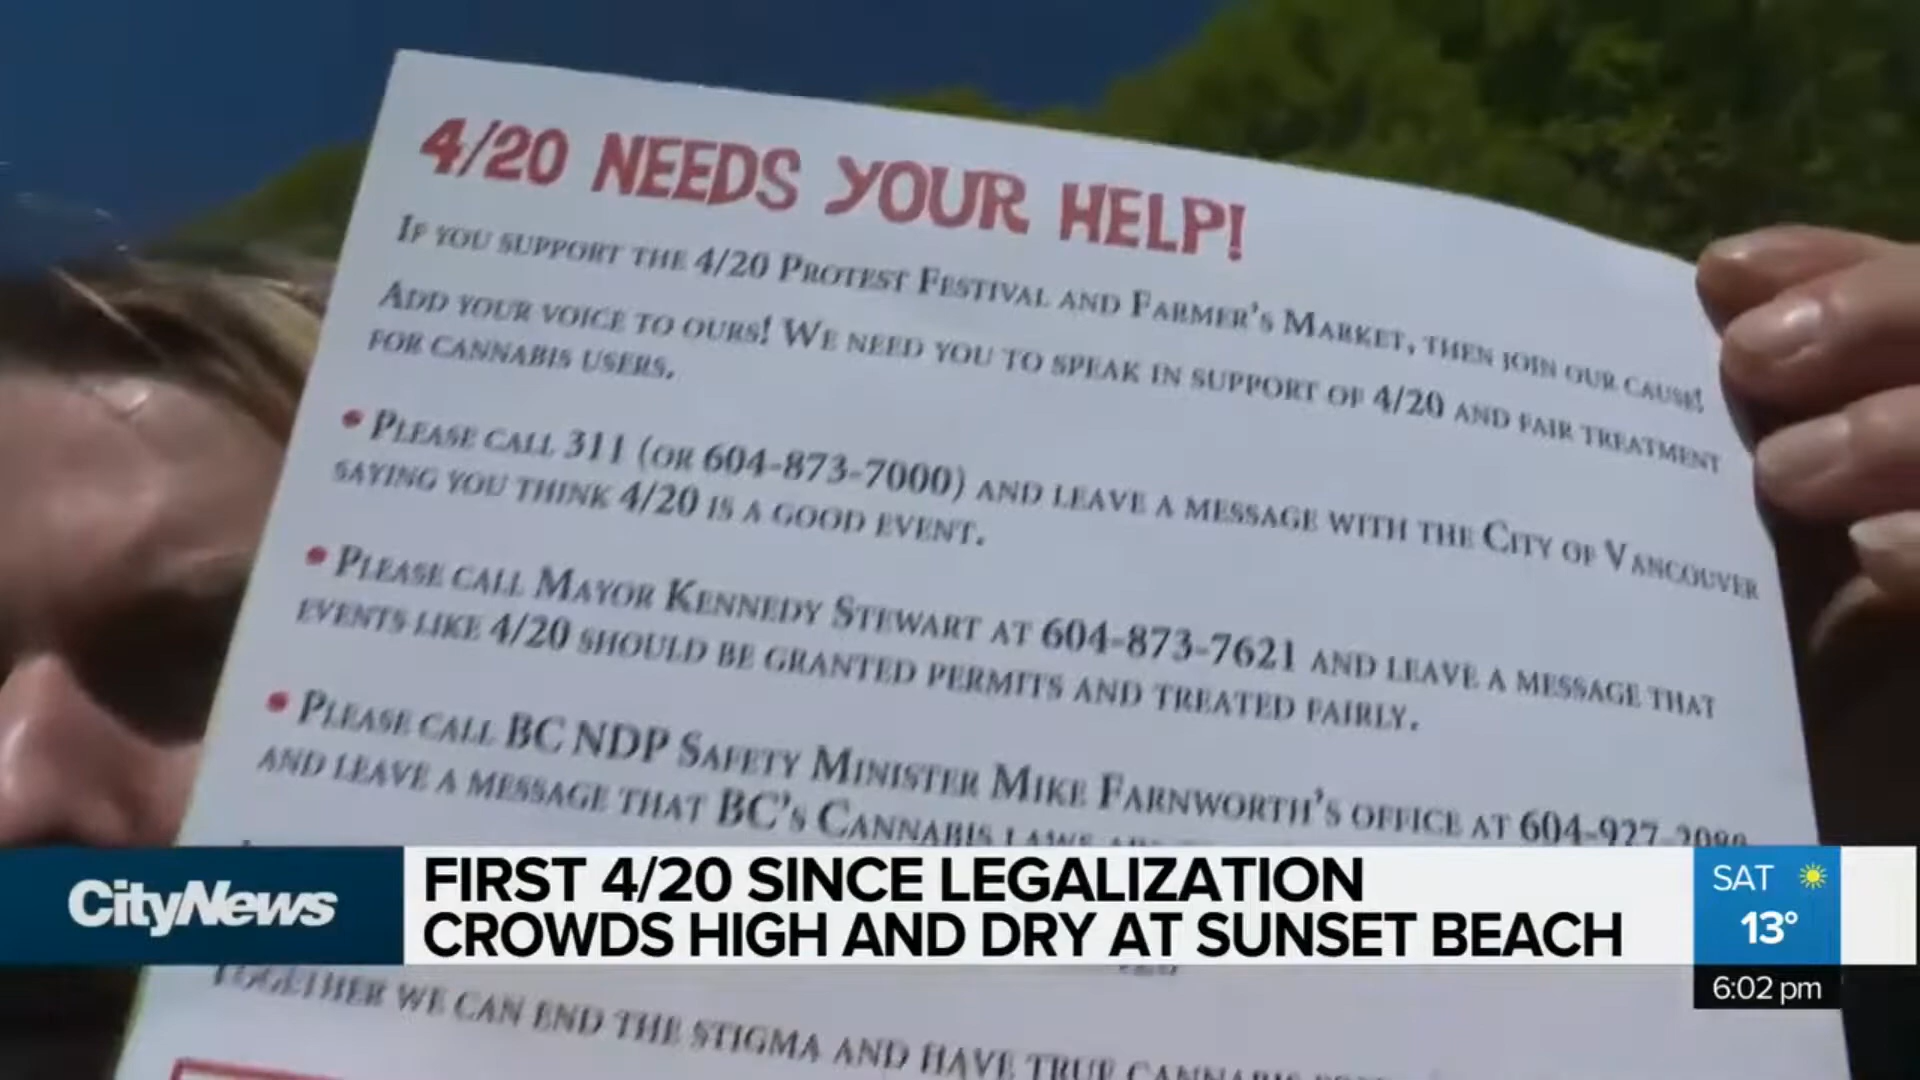 4/20 NEEDS YOUR HELP!
IF YOU SUPPORT THE 4/20 PROTEST FESTIVAL AND FARMER'S MARKET, THEN JOIN OUR CAUSE!
ADD YOUR VOICE TO OURS! WE NEED YOU TO SPEAK IN SUPPORT OF 4/20 AND FAIR TREATMENT
FOR CANNABIS USERS.
• PLEASE CALL 311 (OR 604-873-7000) AND LEAVE A MESSAGE WITH THE CITY OF VANCOUVER
SAYING YOU THINK 4/20 IS A GOOD EVENT.
• PLEASE CALL MAYOR KENNEDY STEWART AT 604-873-7621 AND LEAVE A MESSAGE THAT
EVENTS LIKE 4/20 SHOULD BE GRANTED PERMITS AND TREATED FAIRLY.
• PLEASE CALL BC NDP SAFETY MINISTER MIKE FARNWORTH'S OFFICE AT 604-927-2088
AND LEAVE A MESSAGE THAT BC'S CANNABIS LAWS
TOGETHER WE CAN END THE STIGMA AND HAVE TRUE CANNABIS
CityNews
FIRST 4/20 SINCE LEGALIZATION
CROWDS HIGH AND DRY AT SUNSET BEACH
SAT
13°
6:02 pm